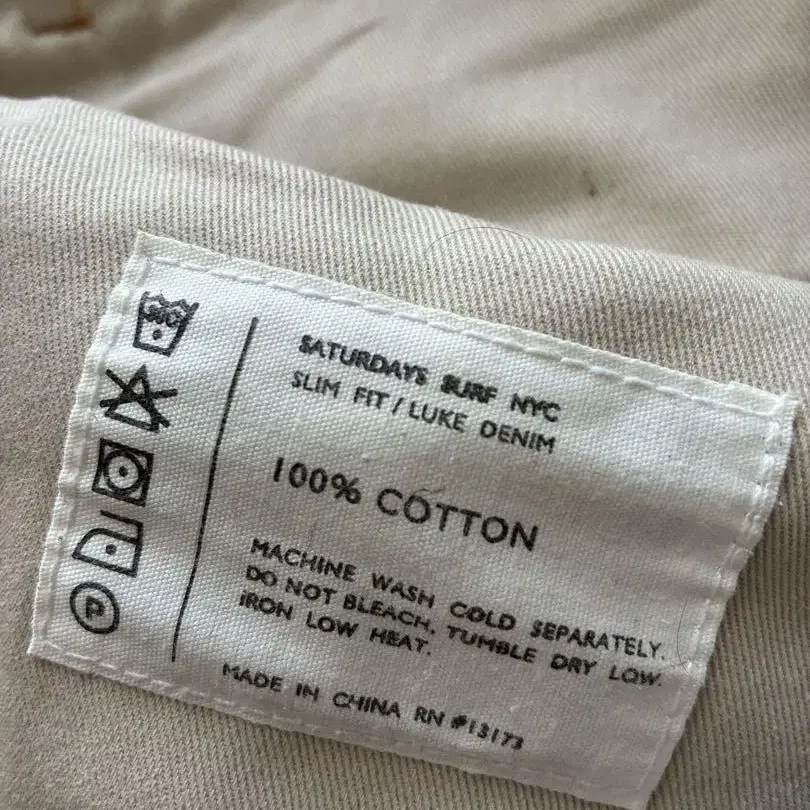 SATURDAYS SURF NYC
SLIM FIT / LUKE DENIM
100% COTTON
MACHINE WASH COLD SEPARATELY.
DO NOT BLEACH. TUMBLE DRY LOW.
IRON LOW HEAT.
MADE IN CHINA RN #13173
P